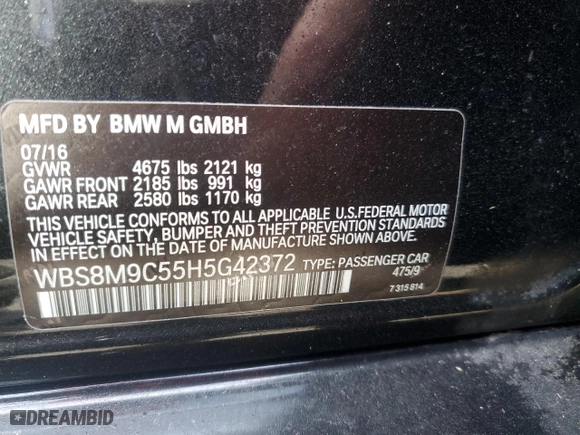 MFD BY BMW M GMBH
07/16
GVWR 4675 lbs 2121 kg
GAWR FRONT 2185 lbs 991 kg
GAWR REAR 2580 lbs 1170 kg
THIS VEHICLE CONFORMS TO ALL APPLICABLE U.S.FEDERAL MOTOR
VEHICLE SAFETY, BUMPER AND THEFT PREVENTION STANDARDS
IN EFFECT ON THE DATE OF MANUFACTURE SHOWN ABOVE.
WBS8M9C55H5G42372 TYPE: PASSENGER CAR
475/9
7 315 814
DREAMBID